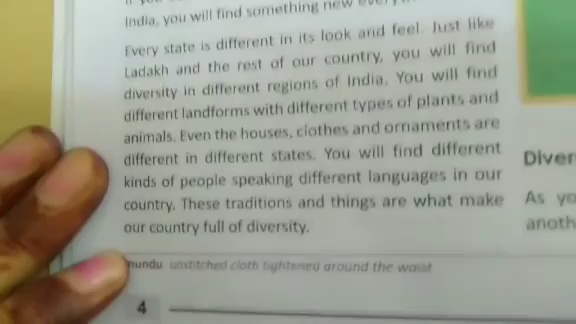 India, you will find something new
Every state is different in its look and feel. Just like
Ladakh and the rest of our country, you will find
diversity in different regions of India. You will find
different landforms with different types of plants and
animals. Even the houses, clothes and ornaments are
different in different states. You will find different
kinds of people speaking different languages in our
country. These traditions and things are what make
our country full of diversity.
mundu unstitched cloth tightened around the waist
4
Diver
As yo
anoth